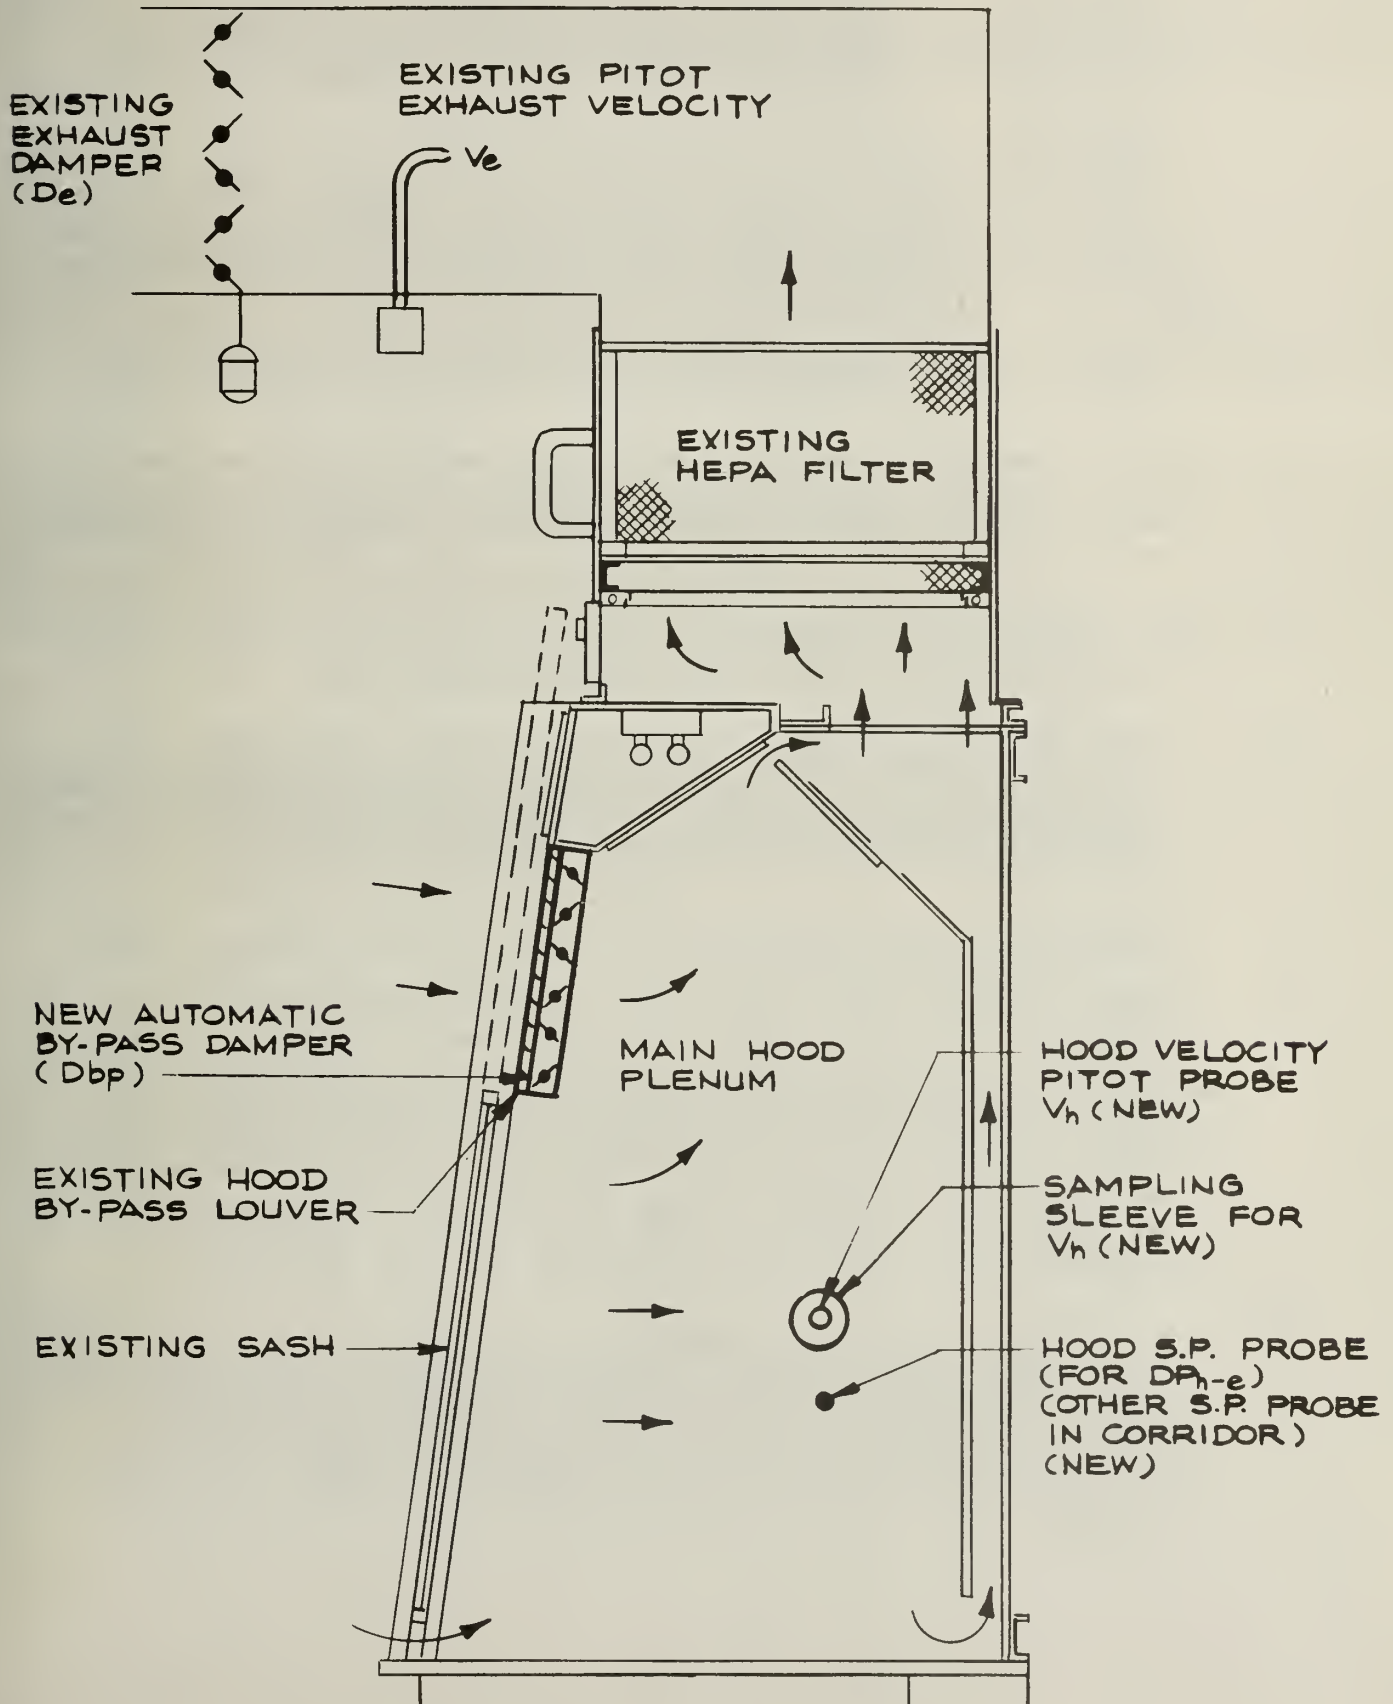 EXISTING
EXHAUST
DAMPER
(De)
EXISTING PITOT
EXHAUST VELOCITY
Ve
EXISTING
HEPA FILTER
NEW AUTOMATIC
BY-PASS DAMPER
(Dbp)
EXISTING HOOD
BY-PASS LOUVER
EXISTING SASH
MAIN HOOD
PLENUM
HOOD VELOCITY
PITOT PROBE
Vh (NEW)
SAMPLING
SLEEVE FOR
Vh (NEW)
HOOD S.P. PROBE
(FOR DPh-e)
(OTHER S.P. PROBE
IN CORRIDOR)
(NEW)